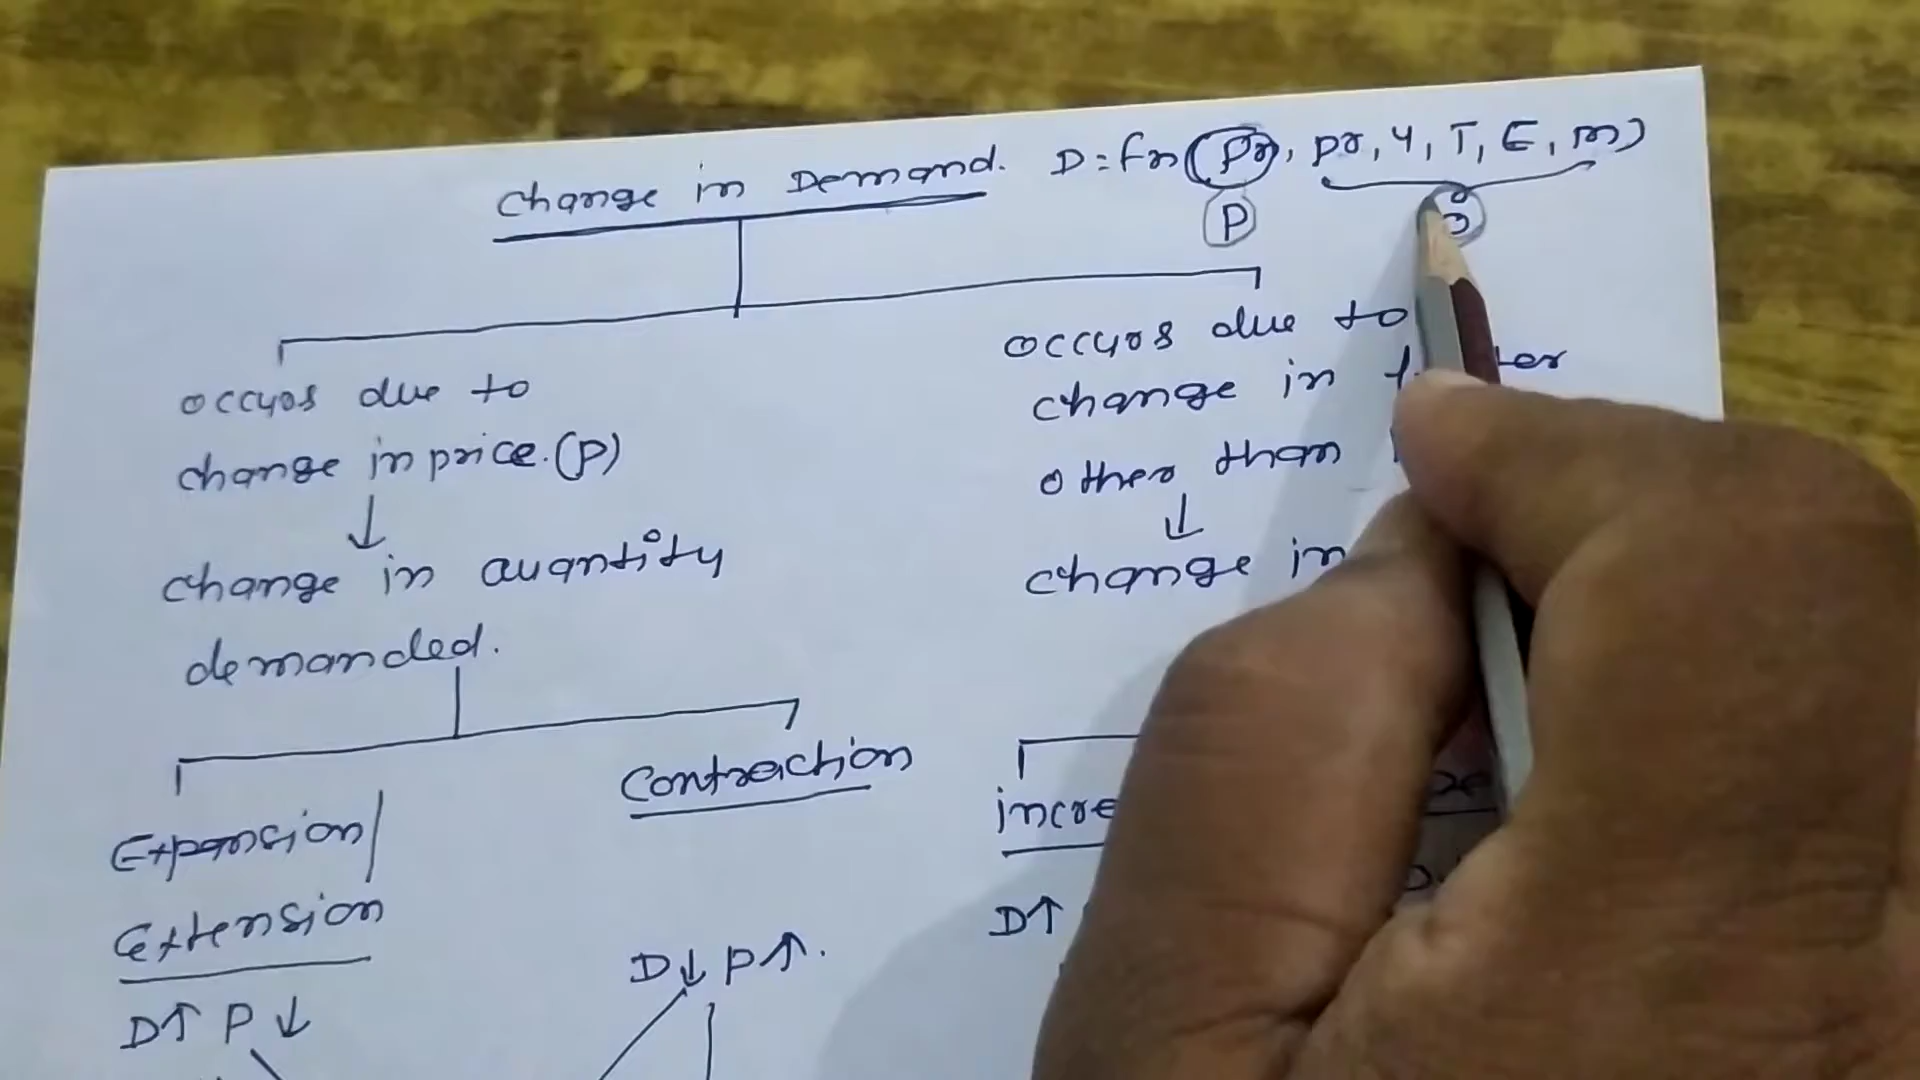 Change in Demand. D = fn (Px, pr, Y, T, E, m)
P O
occurs due to
change in price.(P)
↓
change in quantity
demanded.
Expansion/
Extension
D↑ P↓
Contraction
D↓ P↑.
occurs due to
change in
other than
↓
change in
D↑